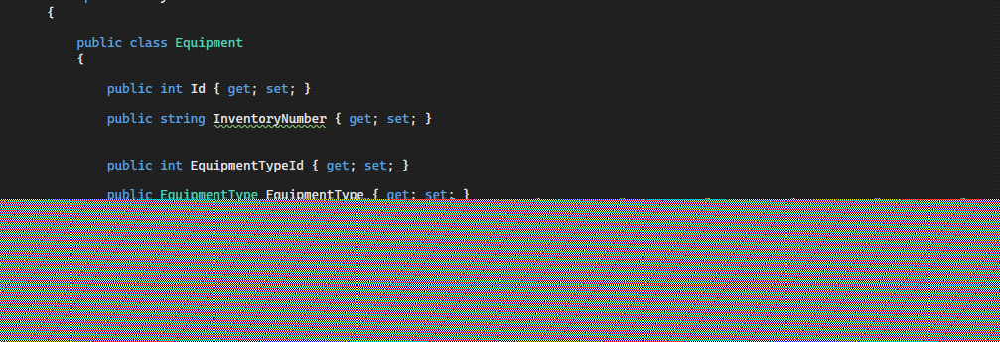 {
public class Equipment
{
public int Id { get; set; }
public string InventoryNumber { get; set; }
public int EquipmentTypeId { get; set; }
public EquipmentType EquipmentType { get; set; }